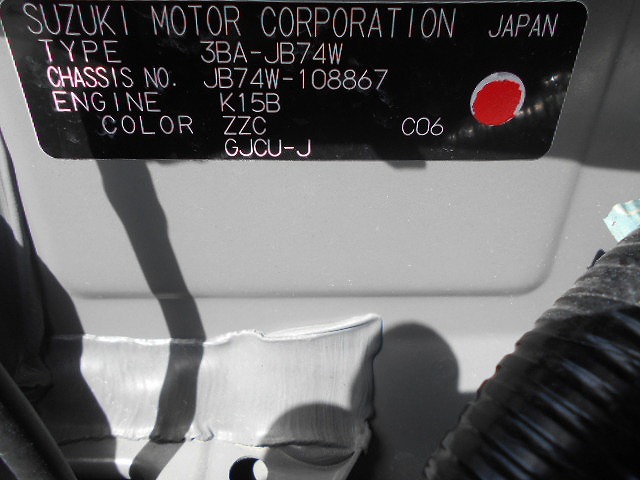 SUZUKI MOTOR CORPORATION JAPAN
TYPE 3BA-JB74W
CHASSIS NO. JB74W-108867
ENGINE K15B
COLOR ZZC C06
GJCU-J